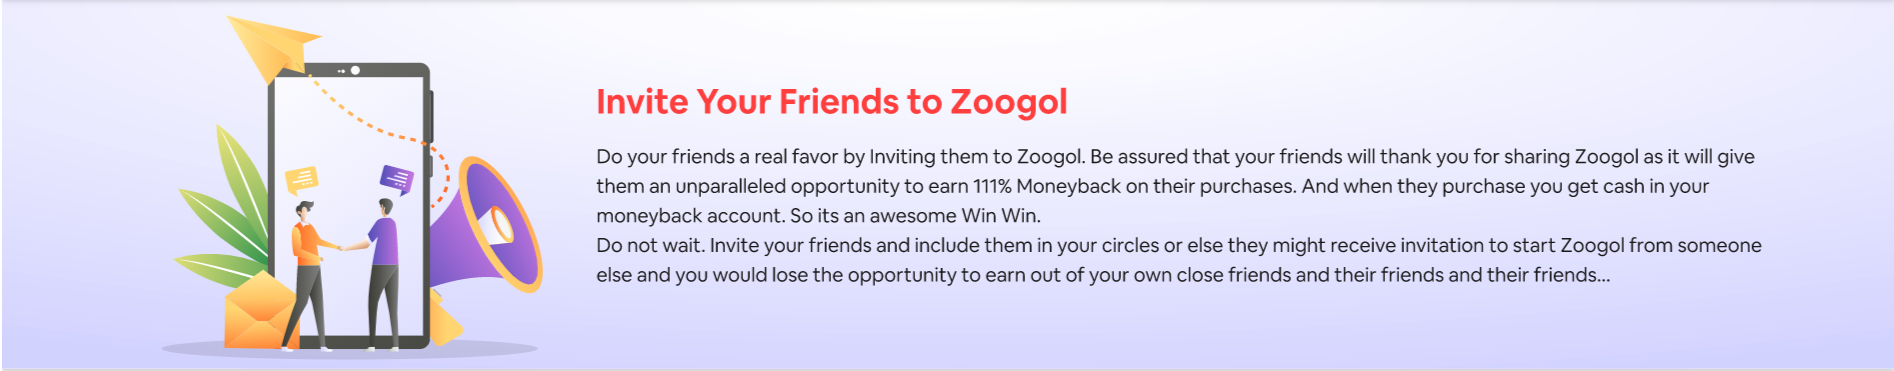 Invite Your Friends to Zoogol
Do your friends a real favor by Inviting them to Zoogol. Be assured that your friends will thank you for sharing Zoogol as it will give
them an unparalleled opportunity to earn 111% Moneyback on their purchases. And when they purchase you get cash in your
moneyback account. So its an awesome Win Win.
Do not wait. Invite your friends and include them in your circles or else they might receive invitation to start Zoogol from someone
else and you would lose the opportunity to earn out of your own close friends and their friends and their friends...